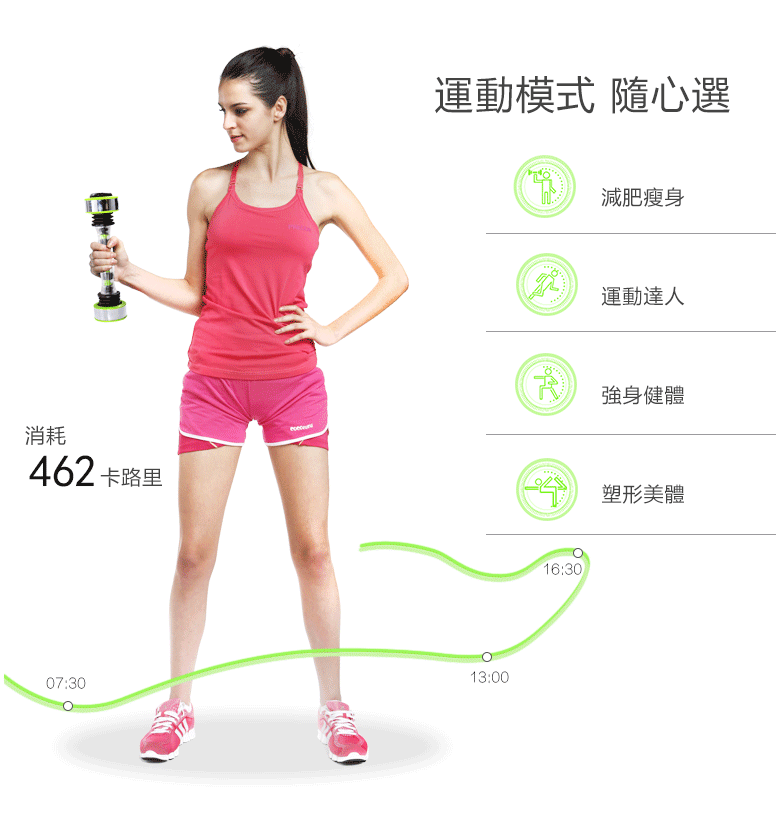 運動模式 隨心選
減肥瘦身
運動達人
強身健體
塑形美體
消耗
462 卡路里
16:30
13:00
07:30